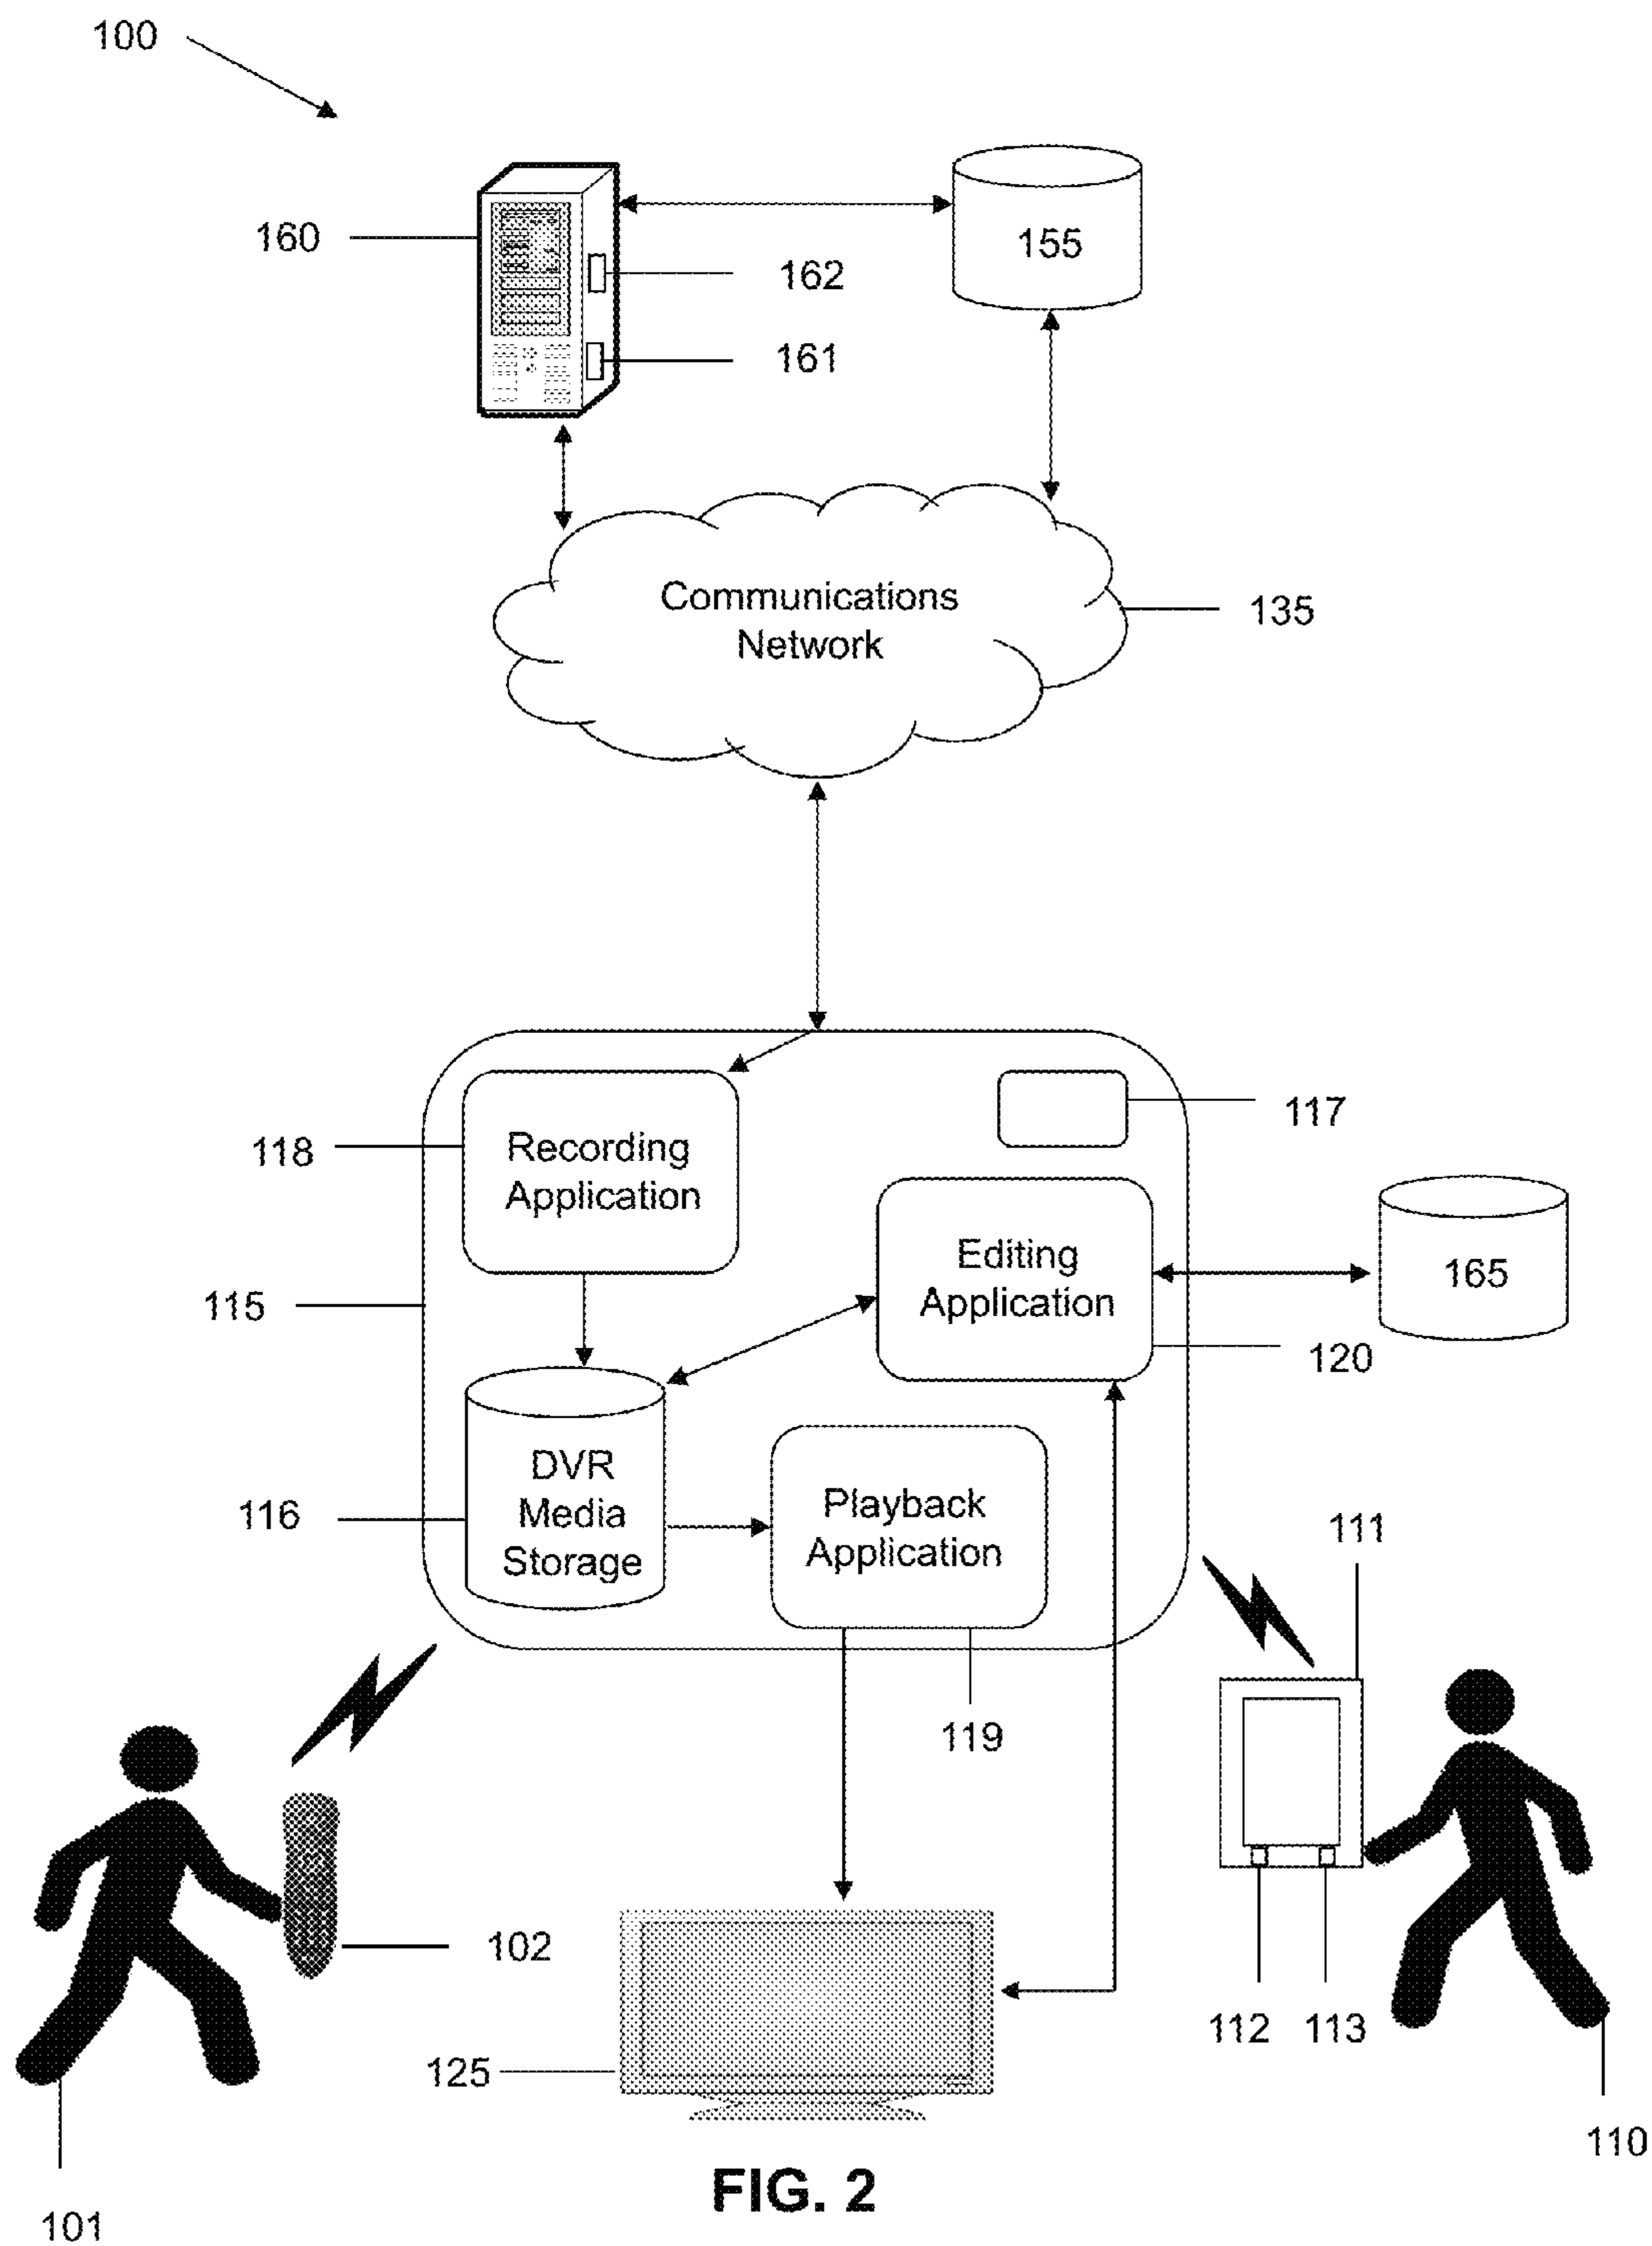 100
160
155
162
161
Communications
Network
135
117
118
Recording
Application
Editing
Application
165
115
120
DVR
Media
Storage
116
Playback
Application
111
119
102
112
113
125
110
101
FIG. 2